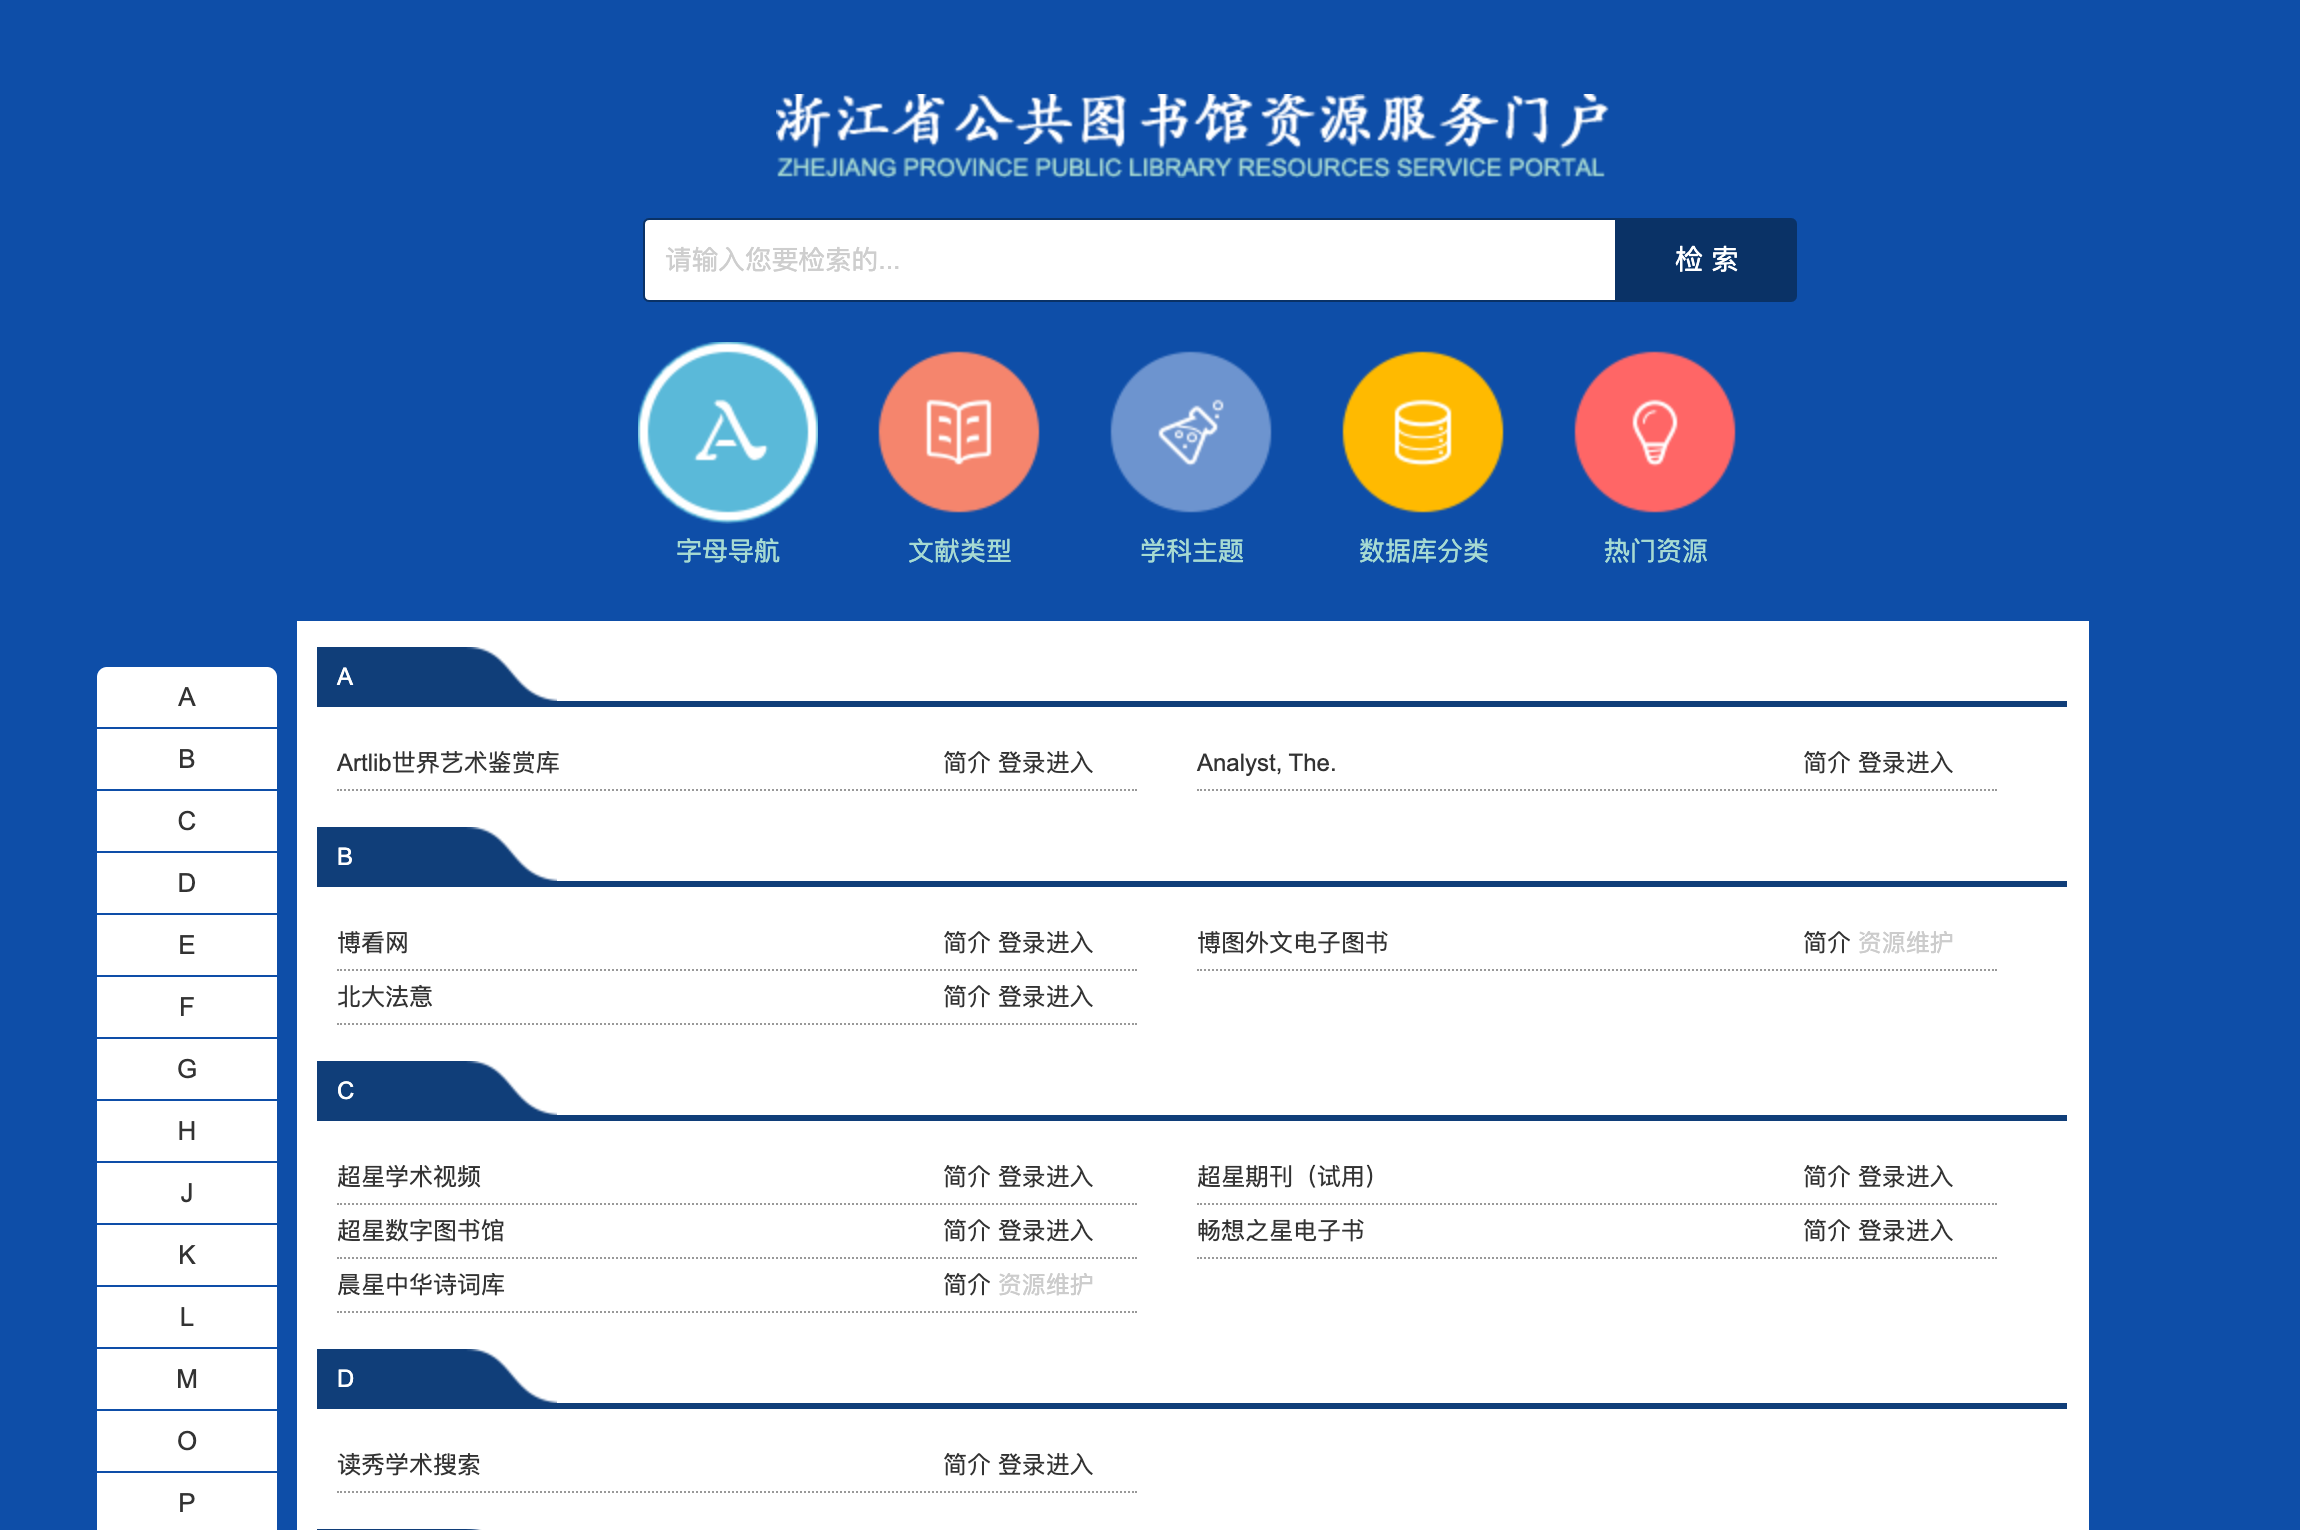 浙江省公共图书馆资源服务门户
ZHEJIANG PROVINCE PUBLIC LIBRARY RESOURCES SERVICE PORTAL
请输入您要检索的...
检 索
字母导航
文献类型
学科主题
数据库分类
热门资源
A
B
C
D
E
F
G
H
J
K
L
M
O
P
A
Artlib世界艺术鉴赏库 简介 登录进入
Analyst, The. 简介 登录进入
B
博看网 简介 登录进入
博图外文电子图书 简介 资源维护
北大法意 简介 登录进入
C
超星学术视频 简介 登录进入
超星期刊（试用） 简介 登录进入
超星数字图书馆 简介 登录进入
畅想之星电子书 简介 登录进入
晨星中华诗词库 简介 资源维护
D
读秀学术搜索 简介 登录进入